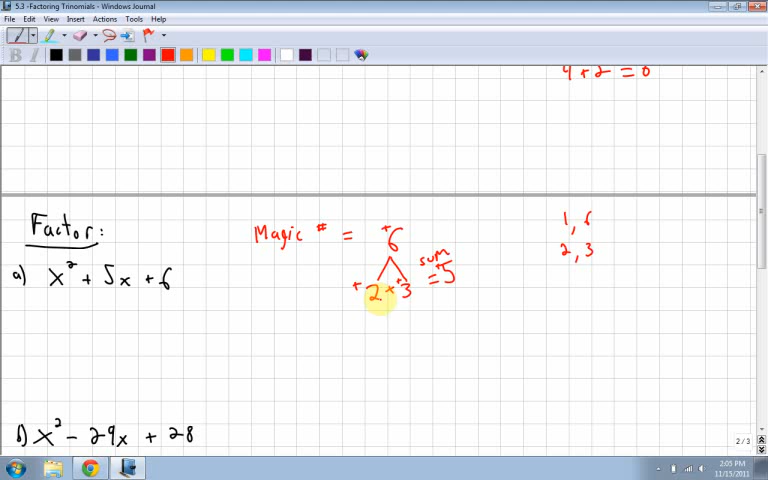 5.3 -Factoring Trinomials - Windows Journal
File Edit View Insert Actions Tools Help
B I
4 + 2 = 0
Factor:
Magic # = +6
1, 6
2, 3
sum
+2 × +3 = +5
a) x² + 5x + 6
b) x² - 29x + 28
2 / 3
2:05 PM
11/15/2011